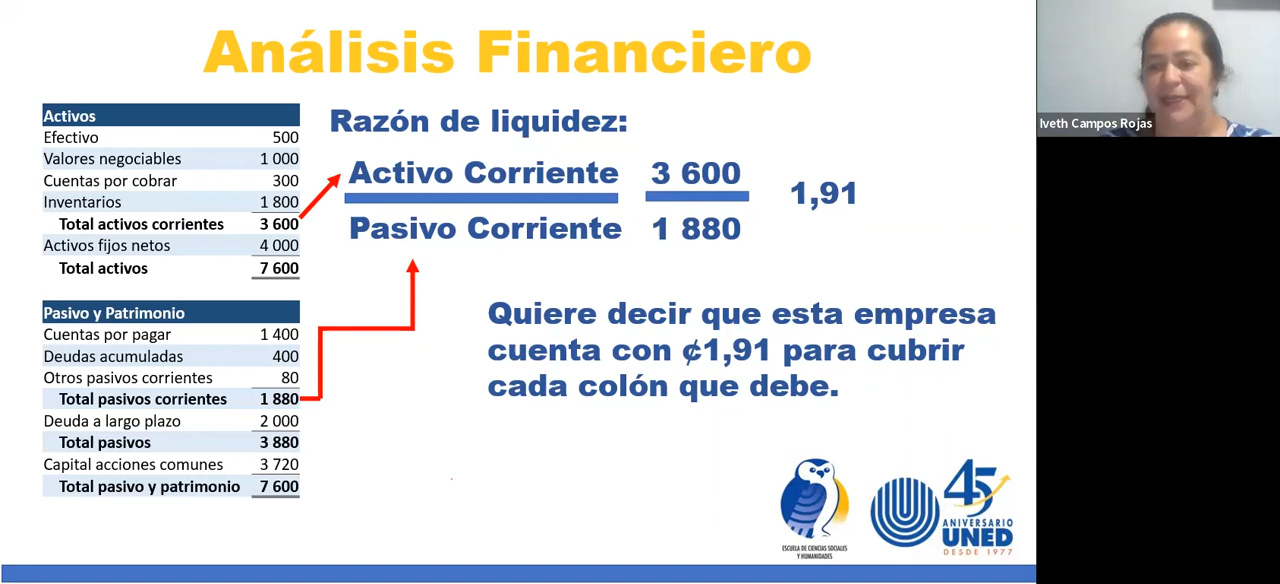 Análisis Financiero
Activos
Efectivo 500
Valores negociables 1 000
Cuentas por cobrar 300
Inventarios 1 800
Total activos corrientes 3 600
Activos fijos netos 4 000
Total activos 7 600
Pasivo y Patrimonio
Cuentas por pagar 1 400
Deudas acumuladas 400
Otros pasivos corrientes 80
Total pasivos corrientes 1 880
Deuda a largo plazo 2 000
Total pasivos 3 880
Capital acciones comunes 3 720
Total pasivo y patrimonio 7 600
Razón de liquidez:
Activo Corriente 3 600
1,91
Pasivo Corriente 1 880
Quiere decir que esta empresa
cuenta con ¢1,91 para cubrir
cada colón que debe.
ESCUELA DE CIENCIAS SOCIALES
Y HUMANIDADES
45
ANIVERSARIO
UNED
DESDE 1977
Iveth Campos Rojas